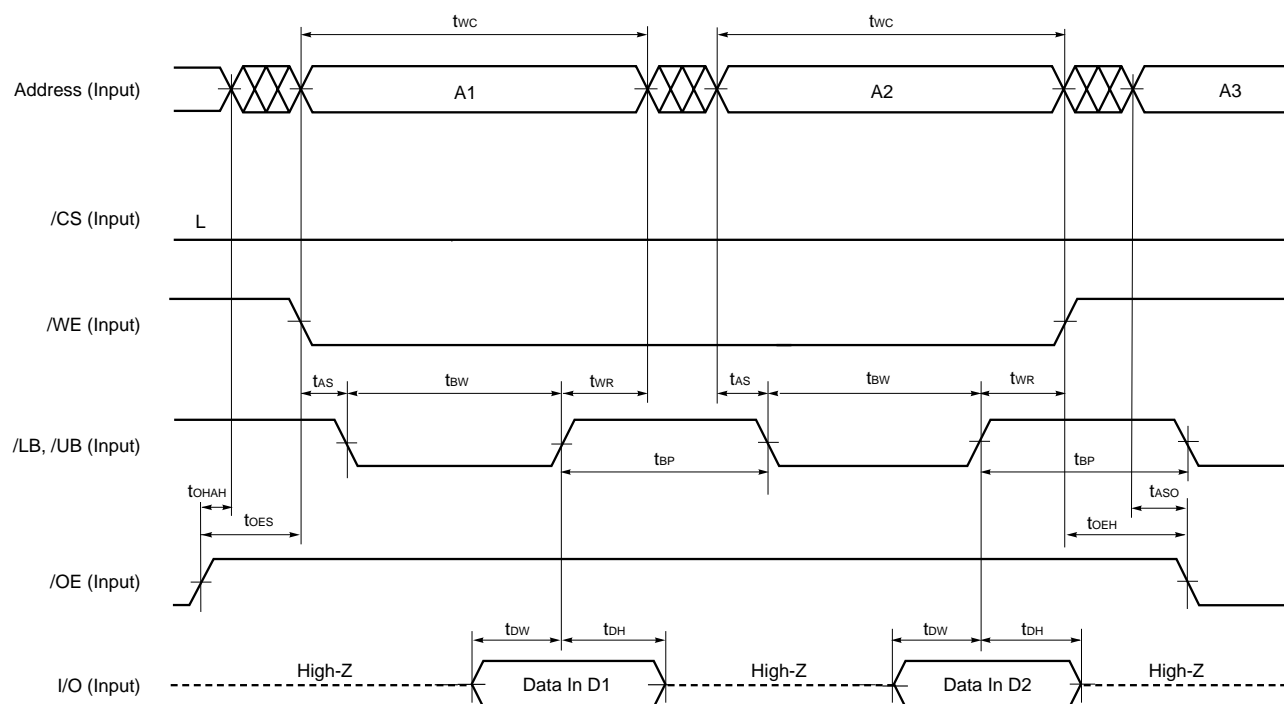 tWC tWC
Address (Input) A1 A2 A3
/CS (Input) L
/WE (Input)
tAS tBW tWR tAS tBW tWR
/LB, /UB (Input)
tBP tBP
tOHAH tASO
tOES tOEH
/OE (Input)
tDW tDH tDW tDH
I/O (Input) High-Z Data In D1 High-Z Data In D2 High-Z